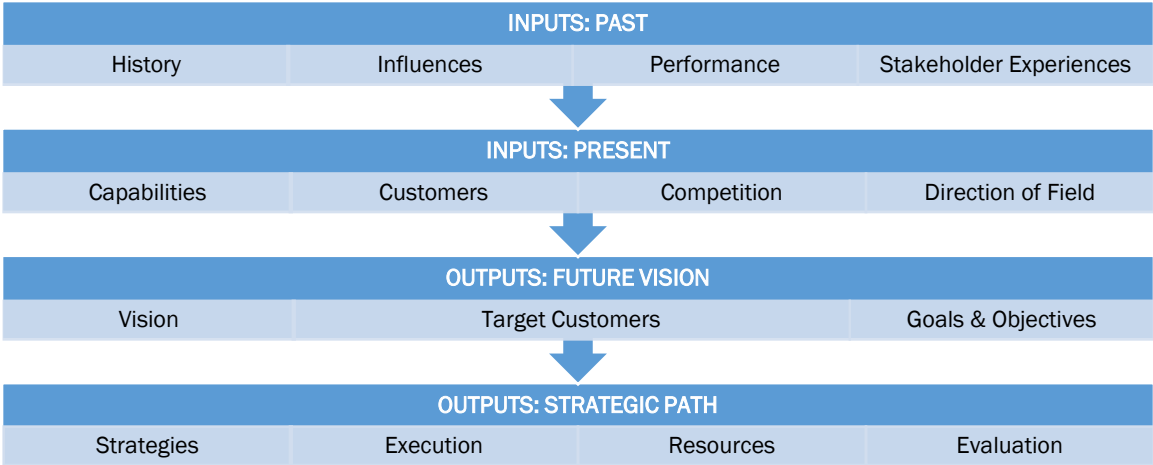 INPUTS: PAST
History Influences Performance Stakeholder Experiences
INPUTS: PRESENT
Capabilities Customers Competition Direction of Field
OUTPUTS: FUTURE VISION
Vision Target Customers Goals & Objectives
OUTPUTS: STRATEGIC PATH
Strategies Execution Resources Evaluation